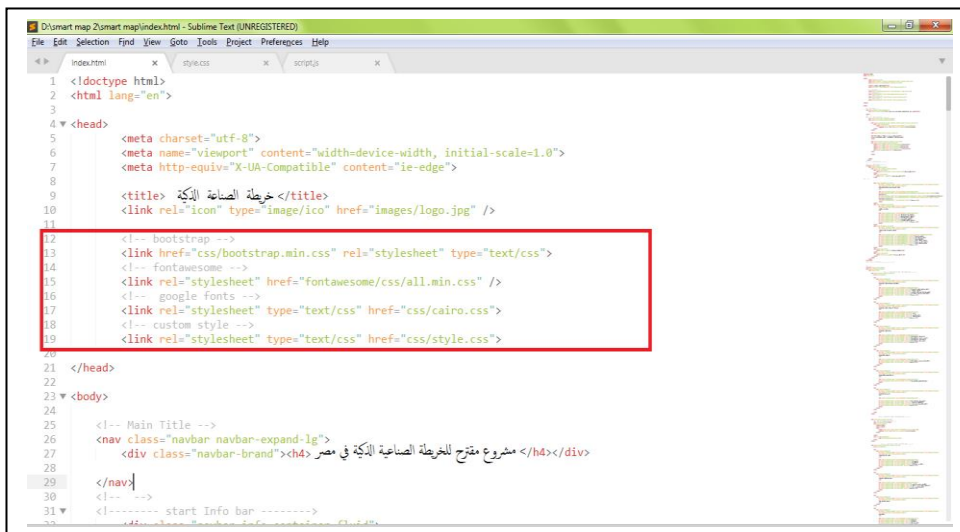 D:\smart map 2\smart map\index.html - Sublime Text (UNREGISTERED)
File Edit Selection Find View Goto Tools Project Preferences Help
index.html × style.css × script.js ×
1 <!doctype html>
2 <html lang="en">
3
4 <head>
5 <meta charset="utf-8">
6 <meta name="viewport" content="width=device-width, initial-scale=1.0">
7 <meta http-equiv="X-UA-Compatible" content="ie-edge">
8
9 <title> خريطة الصناعة الذكية </title>
10 <link rel="icon" type="image/ico" href="images/logo.jpg" />
11
12 <!-- bootstrap -->
13 <link href="css/bootstrap.min.css" rel="stylesheet" type="text/css">
14 <!-- fontawesome -->
15 <link rel="stylesheet" href="fontawesome/css/all.min.css" />
16 <!-- google fonts -->
17 <link rel="stylesheet" type="text/css" href="css/cairo.css">
18 <!-- custom style -->
19 <link rel="stylesheet" type="text/css" href="css/style.css">
20
21 </head>
22
23 <body>
24
25 <!-- Main Title -->
26 <nav class="navbar navbar-expand-lg">
27 <div class="navbar-brand"><h4> مشروع مقترح للخريطة الصناعية الذكية في مصر </h4></div>
28
29 </nav>
30 <!-- -->
31 <!-------- start Info bar -------->